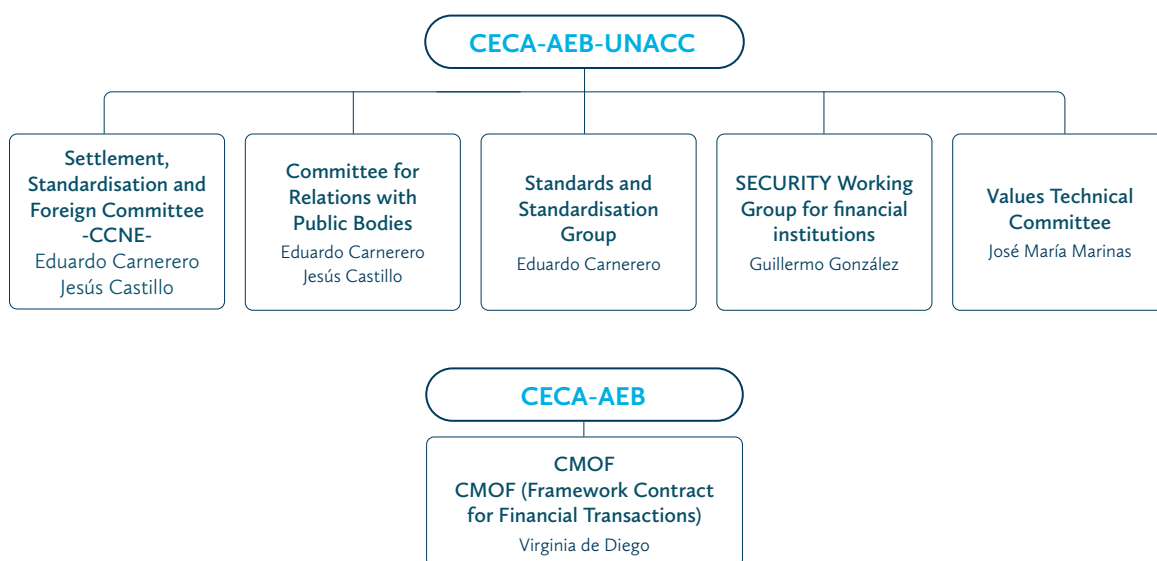 CECA-AEB-UNACC
Settlement,
Standardisation and
Foreign Committee
-CCNE-
Eduardo Carnerero
Jesús Castillo
Committee for
Relations with
Public Bodies
Eduardo Carnerero
Jesús Castillo
Standards and
Standardisation
Group
Eduardo Carnerero
SECURITY Working
Group for financial
institutions
Guillermo González
Values Technical
Committee
José María Marinas
CECA-AEB
CMOF
CMOF (Framework Contract
for Financial Transactions)
Virginia de Diego